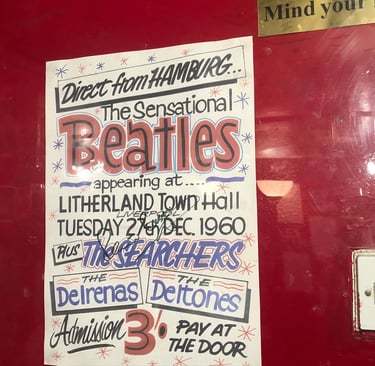 Mind your
Direct from HAMBURG...
The Sensational
Beatles
appearing at....
LITHERLAND TOWN Hall
LIVERPOOL
TUESDAY 27th DEC. 1960
PLUS THE SEARCHERS
THE DelRenas
THE Deltones
Admission 3/- PAY AT
THE DOOR